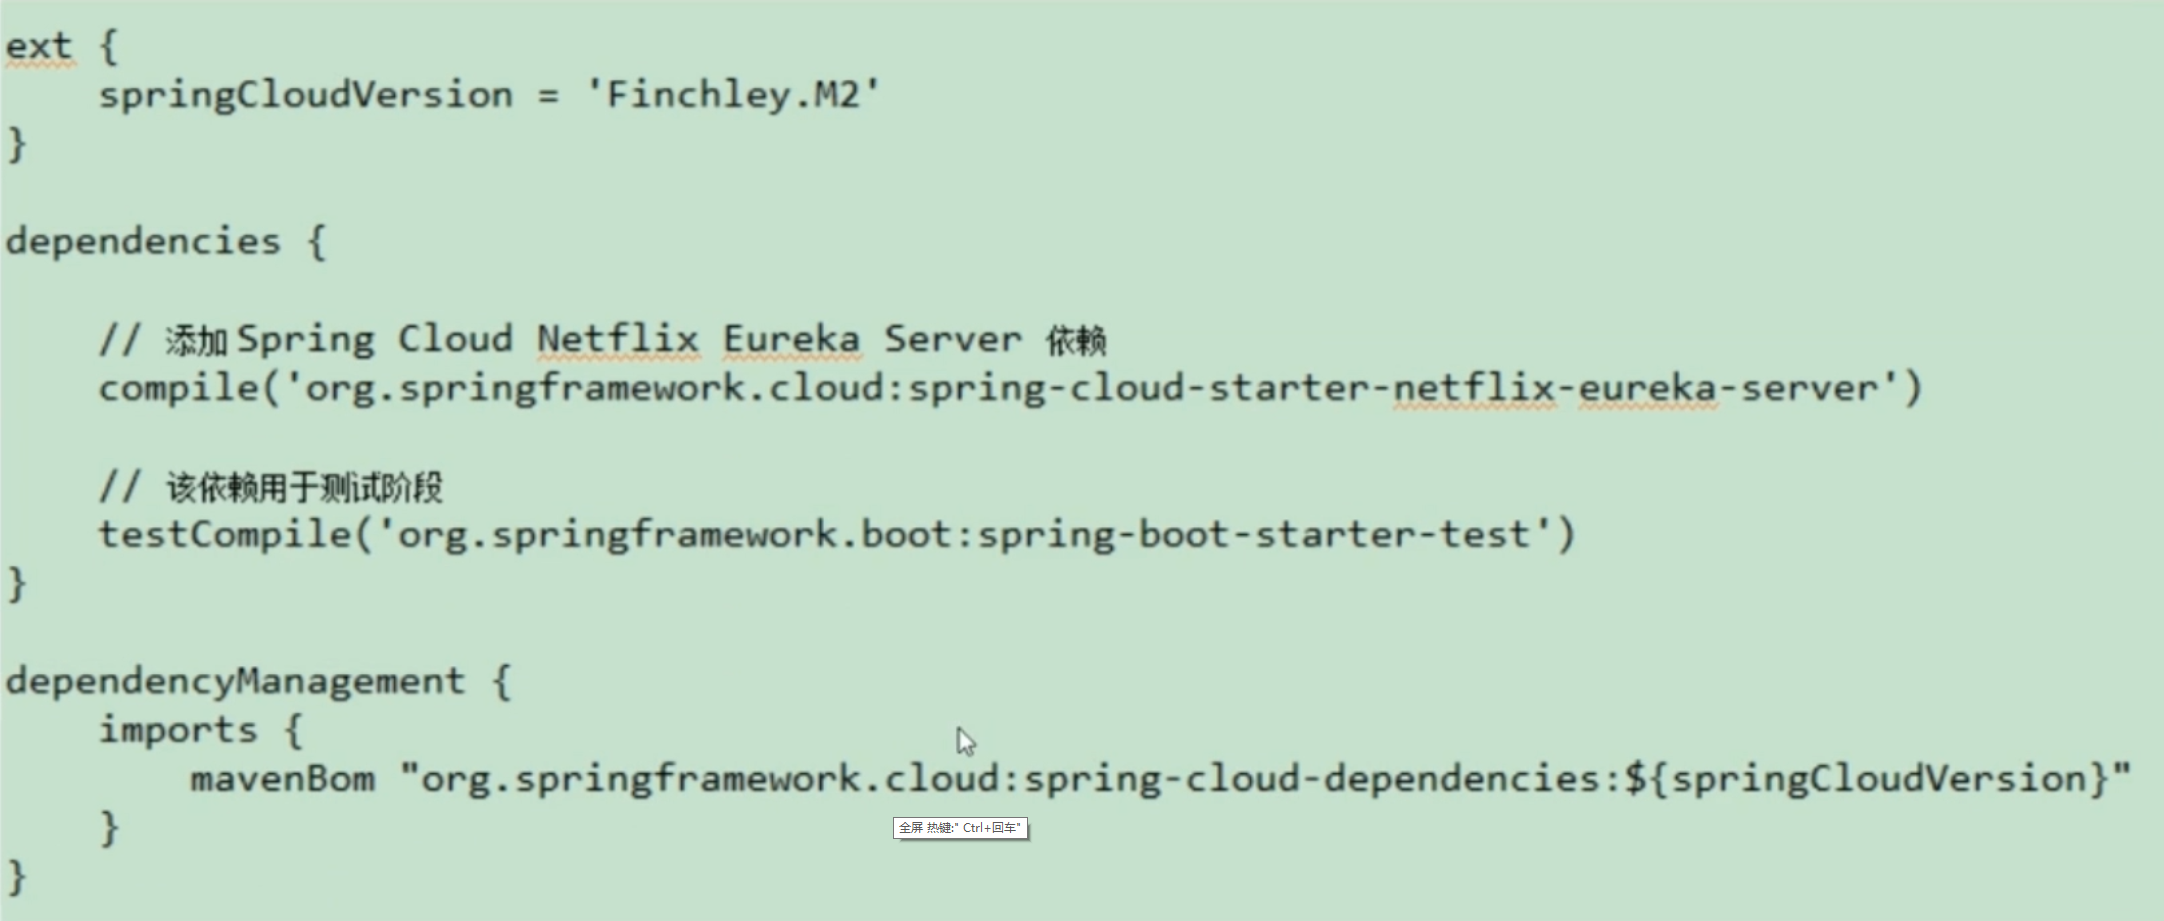 ext {
springCloudVersion = 'Finchley.M2'
}
dependencies {
// 添加 Spring Cloud Netflix Eureka Server 依赖
compile('org.springframework.cloud:spring-cloud-starter-netflix-eureka-server')
// 该依赖用于测试阶段
testCompile('org.springframework.boot:spring-boot-starter-test')
}
dependencyManagement {
imports {
mavenBom "org.springframework.cloud:spring-cloud-dependencies:${springCloudVersion}"
全屏 热键:" Ctrl+回车"
}
}